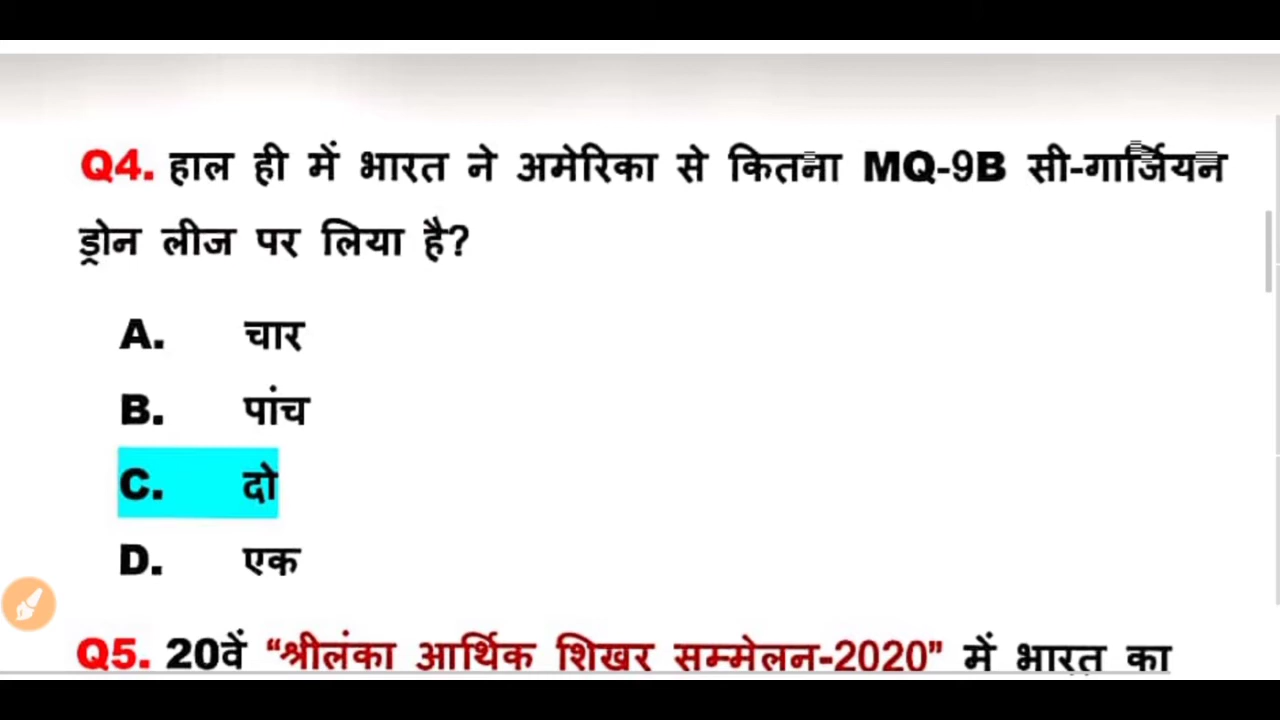 Q4. हाल ही में भारत ने अमेरिका से कितना MQ-9B सी-गार्जियन
ड्रोन लीज पर लिया है?
A. चार
B. पांच
C. दो
D. एक
Q5. 20वें “श्रीलंका आर्थिक शिखर सम्मेलन-2020” में भारत का